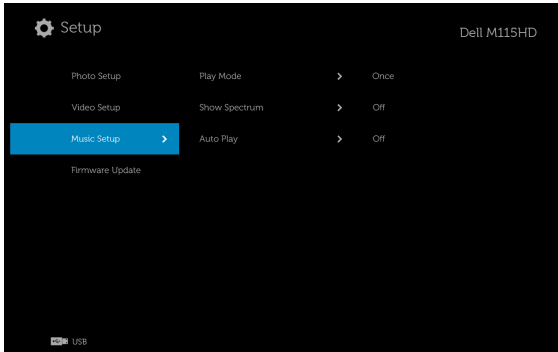 Setup
Dell M115HD
Photo Setup
Play Mode > Once
Video Setup
Show Spectrum > Off
Music Setup >
Auto Play > Off
Firmware Update
USB